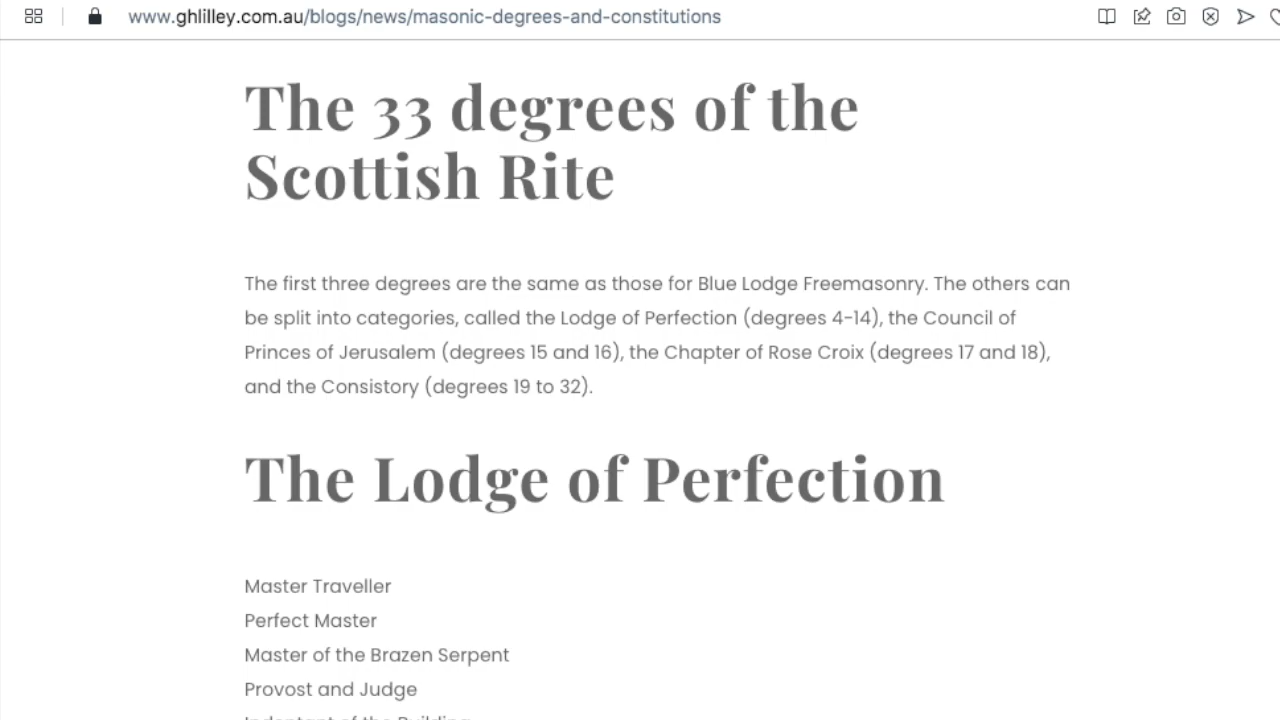 www.ghlilley.com.au/blogs/news/masonic-degrees-and-constitutions
The 33 degrees of the
Scottish Rite
The first three degrees are the same as those for Blue Lodge Freemasonry. The others can
be split into categories, called the Lodge of Perfection (degrees 4-14), the Council of
Princes of Jerusalem (degrees 15 and 16), the Chapter of Rose Croix (degrees 17 and 18),
and the Consistory (degrees 19 to 32).
The Lodge of Perfection
Master Traveller
Perfect Master
Master of the Brazen Serpent
Provost and Judge